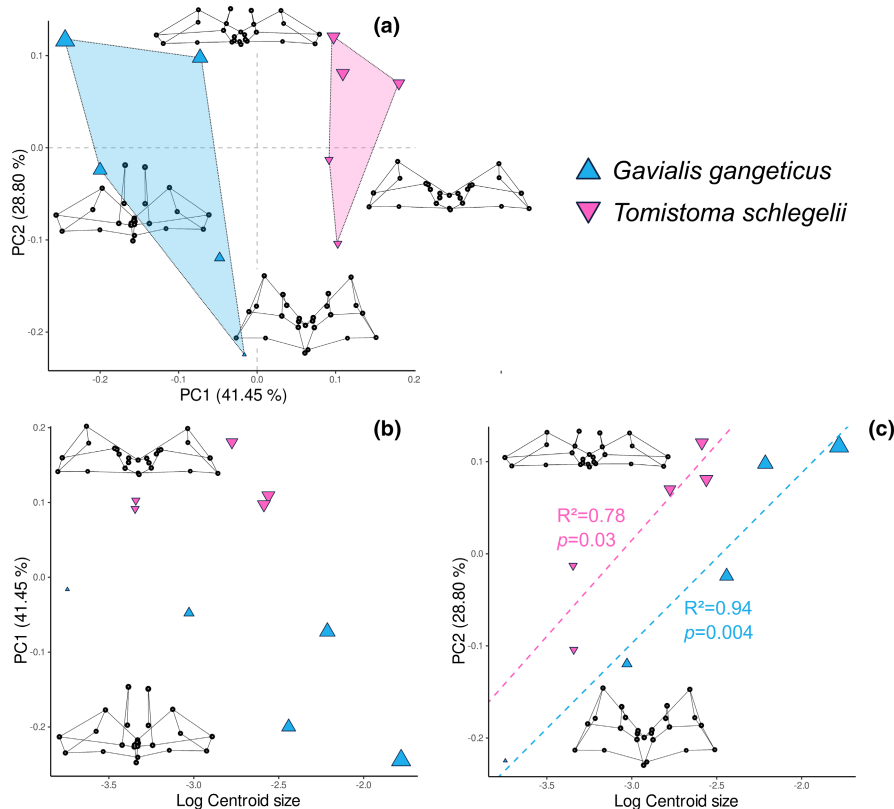 (a)
0.1
0.0
-0.1
-0.2
PC2 (28.80 %)
-0.2
-0.1
0.0
0.1
0.2
PC1 (41.45 %)
Gavialis gangeticus
Tomistoma schlegelii
(b)
0.2
0.1
0.0
-0.1
-0.2
PC1 (41.45 %)
-3.5
-3.0
-2.5
-2.0
Log Centroid size
(c)
0.1
0.0
-0.1
-0.2
PC2 (28.80 %)
R²=0.78
p=0.03
R²=0.94
p=0.004
-3.5
-3.0
-2.5
-2.0
Log Centroid size